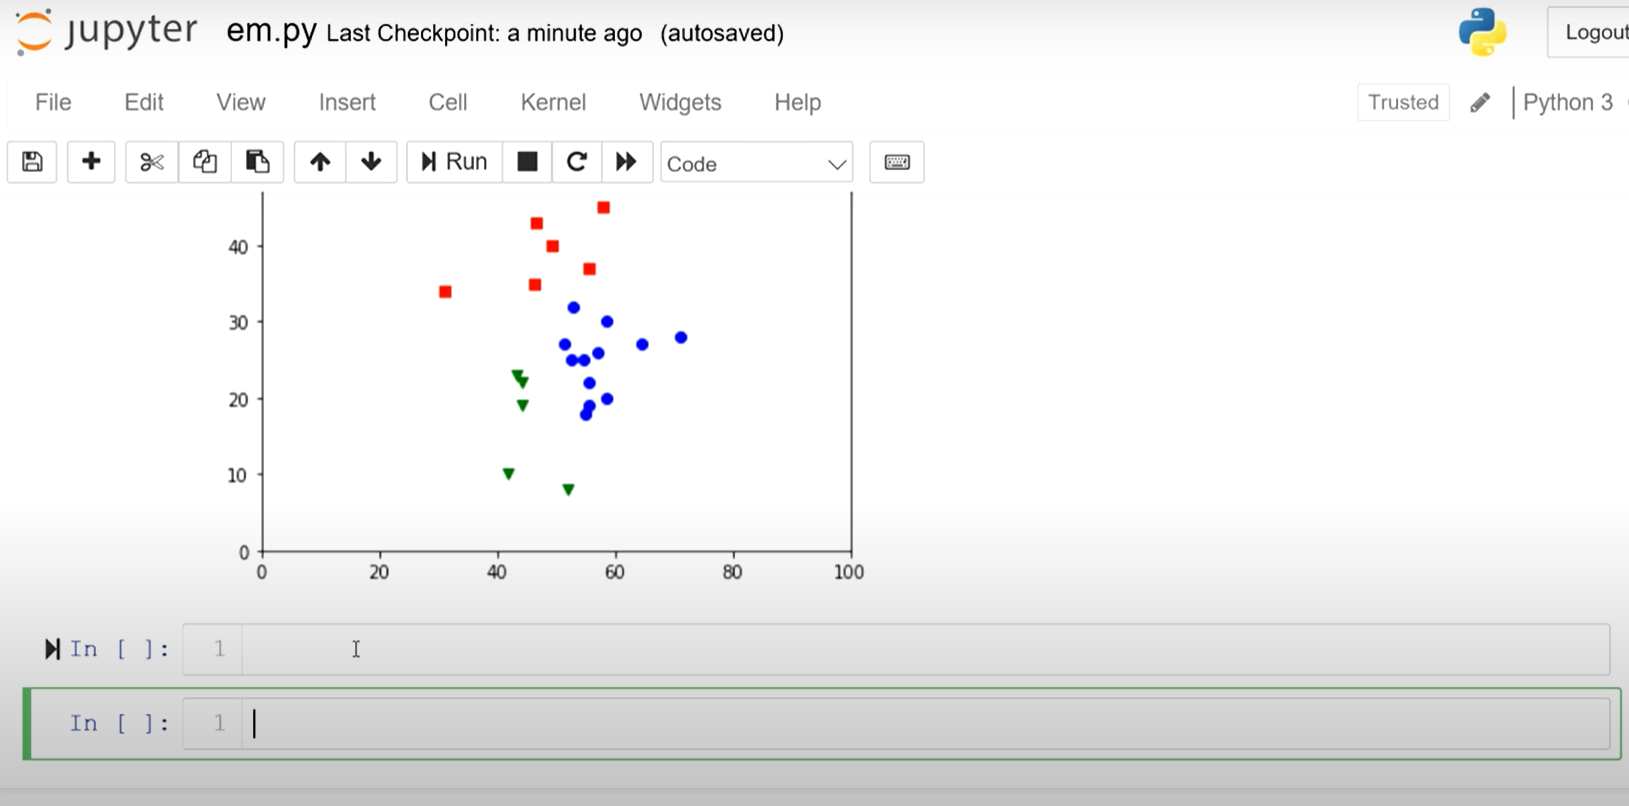 jupyter em.py Last Checkpoint: a minute ago (autosaved) Logout
File Edit View Insert Cell Kernel Widgets Help Trusted Python 3
Run Code
40
30
20
10
0
0 20 40 60 80 100
In [ ]: 1
In [ ]: 1